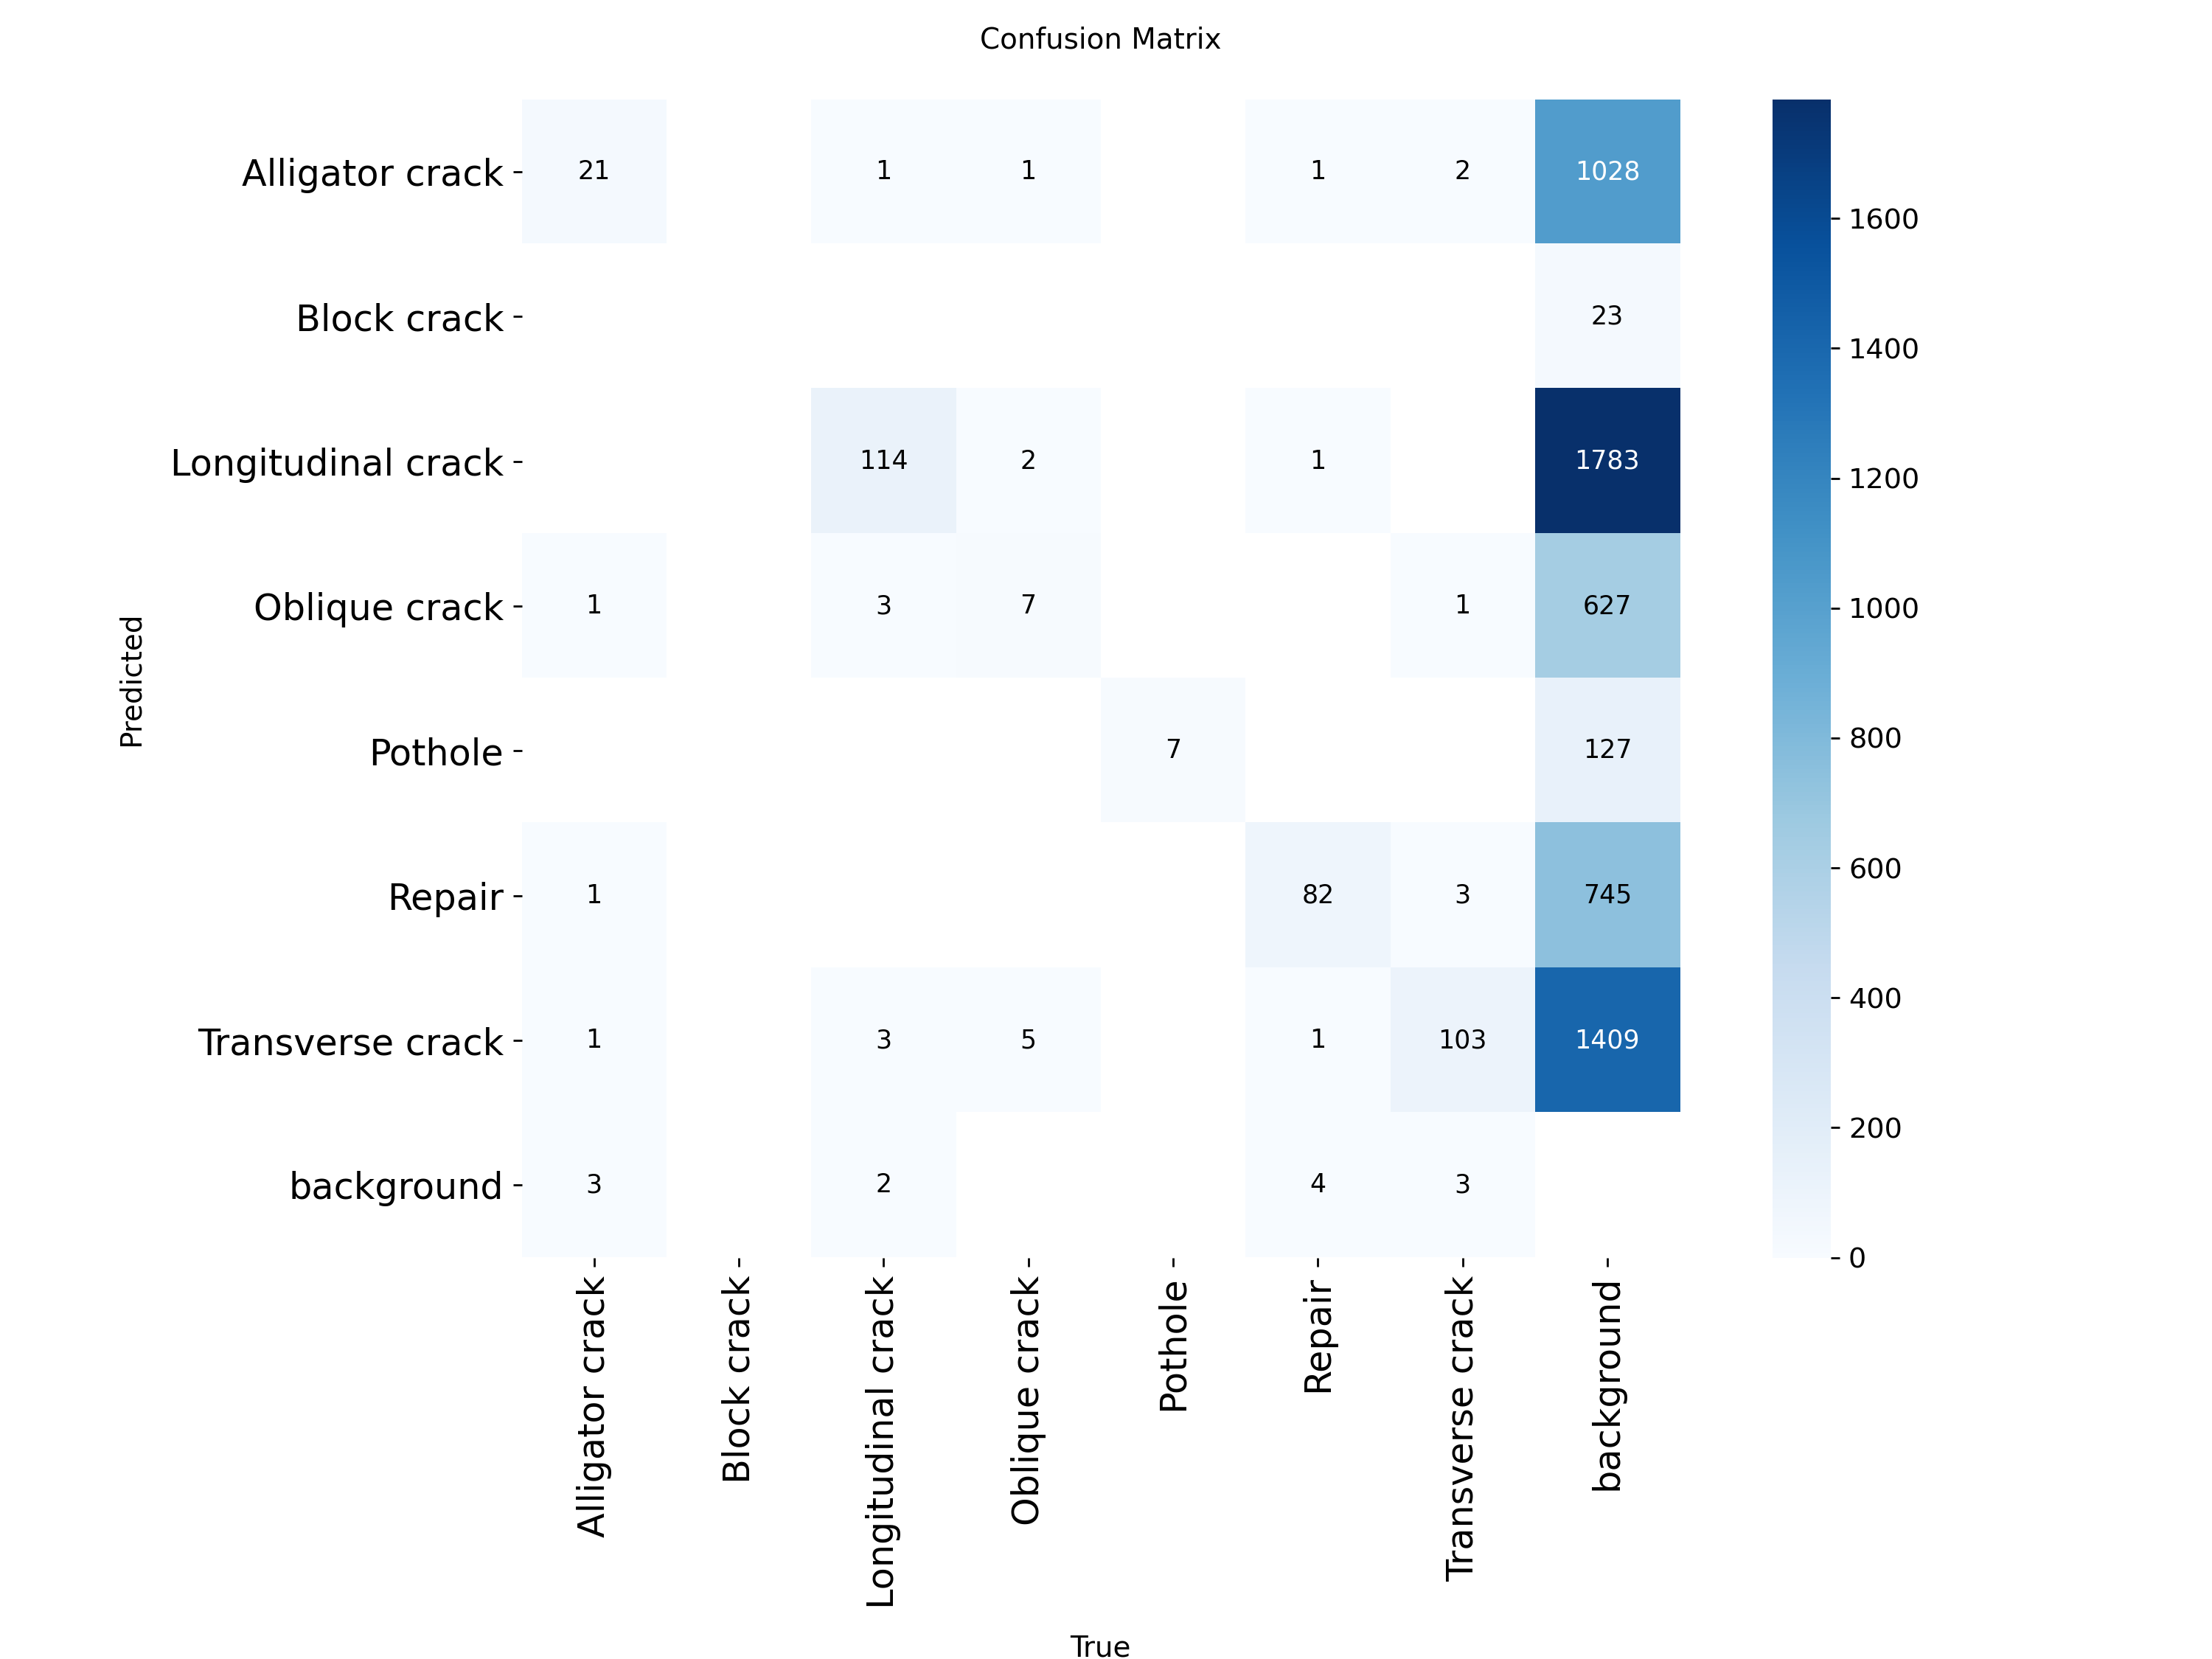 Confusion Matrix
Alligator crack 21 1 1 1 2 1028
Block crack 23
Longitudinal crack 114 2 1 1783
Oblique crack 1 3 7 1 627
Pothole 7 127
Repair 1 82 3 745
Transverse crack 1 3 5 1 103 1409
background 3 2 4 3
Predicted
Alligator crack
Block crack
Longitudinal crack
Oblique crack
Pothole
Repair
Transverse crack
background
True
1600
1400
1200
1000
800
600
400
200
0